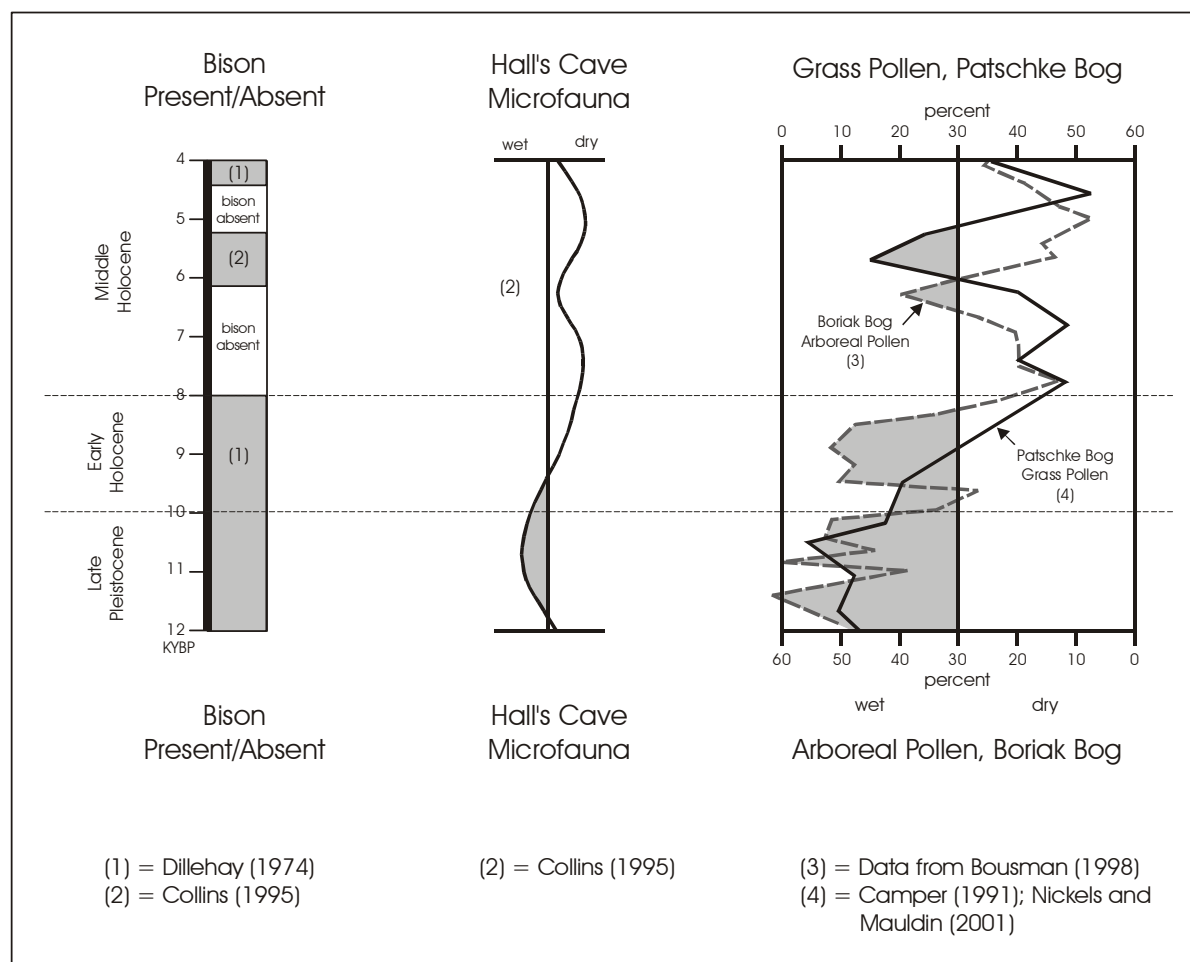 Bison
Present/Absent
Hall's Cave
Microfauna
Grass Pollen, Patschke Bog
percent
0 10 20 30 40 50 60
wet dry
4
5
6
7
8
9
10
11
12
KYBP
Middle
Holocene
Early
Holocene
Late
Pleistocene
(1)
bison
absent
(2)
bison
absent
(1)
(2)
Boriak Bog
Arboreal Pollen
(3)
Patschke Bog
Grass Pollen
(4)
60 50 40 30 20 10 0
percent
wet dry
Bison
Present/Absent
Hall's Cave
Microfauna
Arboreal Pollen, Boriak Bog
(1) = Dillehay (1974)
(2) = Collins (1995)
(2) = Collins (1995)
(3) = Data from Bousman (1998)
(4) = Camper (1991); Nickels and
Mauldin (2001)